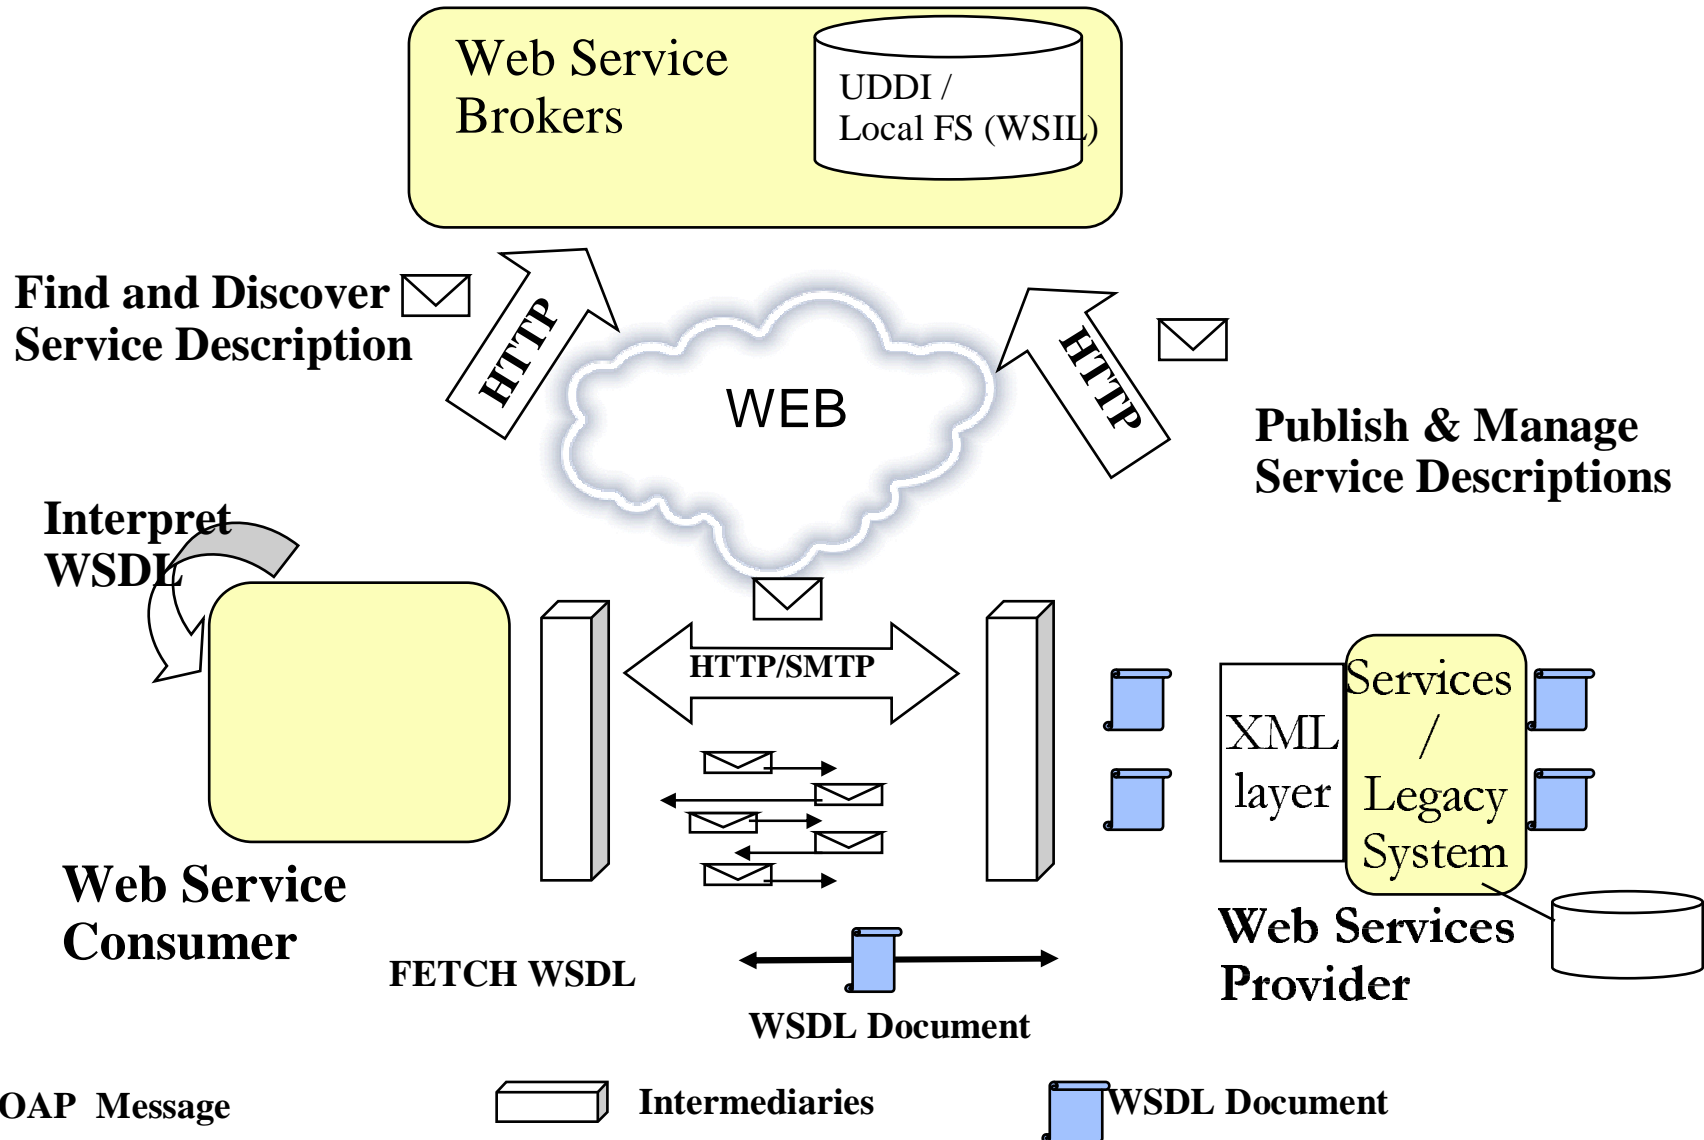 Web Service
Brokers
UDDI /
Local FS (WSIL)
Find and Discover
Service Description
HTTP
HTTP
WEB
Publish & Manage
Service Descriptions
Interpret
WSDL
HTTP/SMTP
XML
layer
Services
/
Legacy
System
Web Service
Consumer
Web Services
Provider
FETCH WSDL
WSDL Document
OAP Message
Intermediaries
WSDL Document